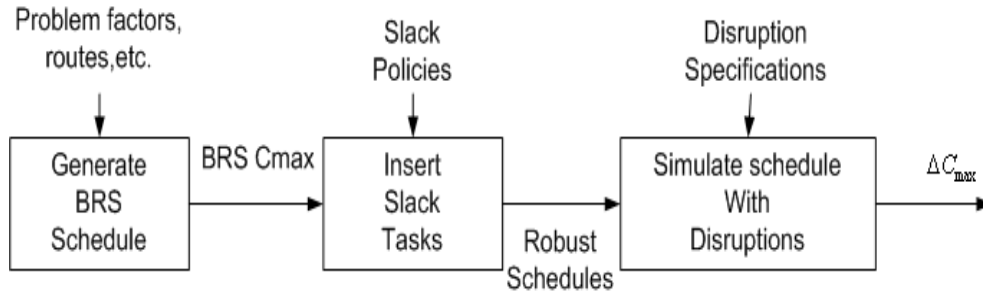 Problem factors,
routes,etc.
Slack
Policies
Disruption
Specifications
Generate
BRS
Schedule
BRS Cmax
Insert
Slack
Tasks
Robust
Schedules
Simulate schedule
With
Disruptions
ΔCmax